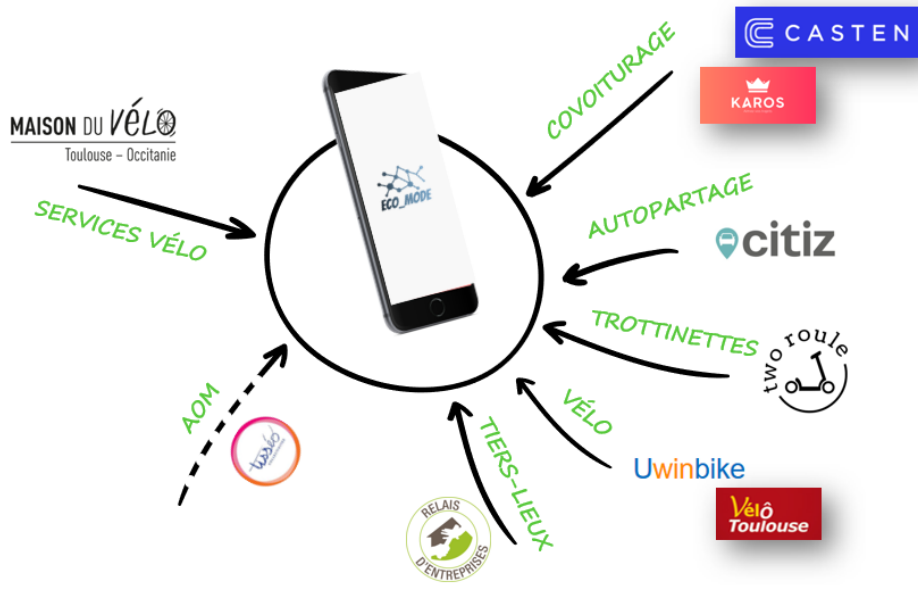 CASTEN
COVOITURAGE
KAROS
MAISON DU Vélo
Toulouse – Occitanie
ECO_MODE
AUTOPARTAGE
SERVICES VÉLO
citiz
TROTTINETTES
two roule
AOM
VÉLO
tisséo
TIERS-LIEUX
Uwinbike
Vélô
Toulouse
RELAIS
D'ENTREPRISES